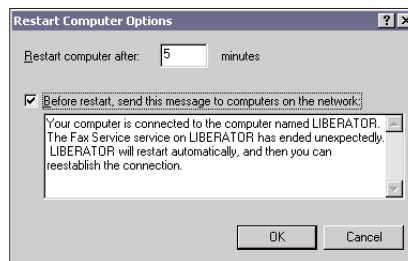 Restart Computer Options
Restart computer after: 5 minutes
Before restart, send this message to computers on the network:
Your computer is connected to the computer named LIBERATOR.
The Fax Service service on LIBERATOR has ended unexpectedly.
LIBERATOR will restart automatically, and then you can
reestablish the connection.
OK Cancel